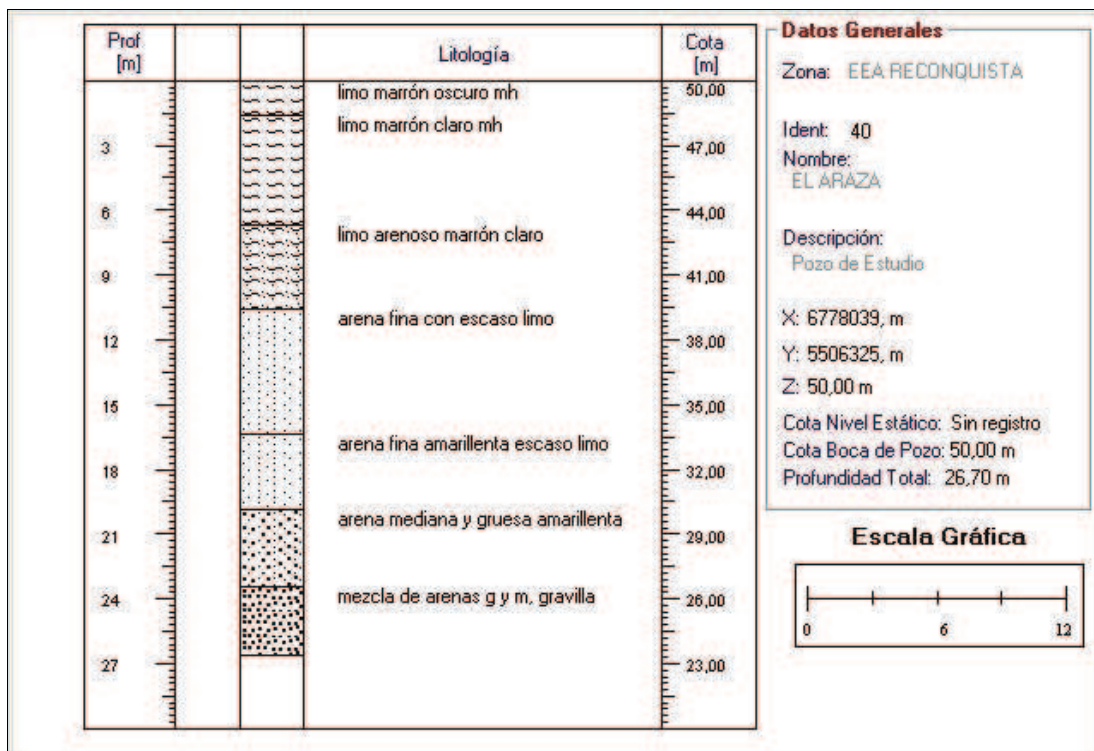 Prof
[m]
Litología
Cota
[m]
limo marrón oscuro mh
50,00
limo marrón claro mh
3
47,00
6
44,00
limo arenoso marrón claro
9
41,00
arena fina con escaso limo
12
38,00
15
35,00
arena fina amarillenta escaso limo
18
32,00
arena mediana y gruesa amarillenta
21
29,00
mezcla de arenas g y m, gravilla
24
26,00
27
23,00
Datos Generales
Zona: EEA RECONQUISTA
Ident: 40
Nombre:
EL ARAZA
Descripción:
Pozo de Estudio
X: 6778039, m
Y: 5506325, m
Z: 50,00 m
Cota Nivel Estático: Sin registro
Cota Boca de Pozo: 50,00 m
Profundidad Total: 26,70 m
Escala Gráfica
0 6 12